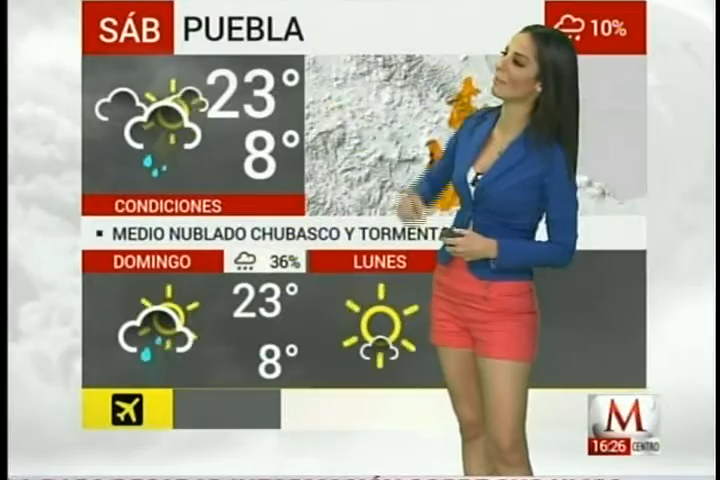 SÁB PUEBLA
10%
23°
8°
CONDICIONES
▪ MEDIO NUBLADO CHUBASCO Y TORMENTA
DOMINGO 36% LUNES
23°
8°
M
16:26 CENTRO